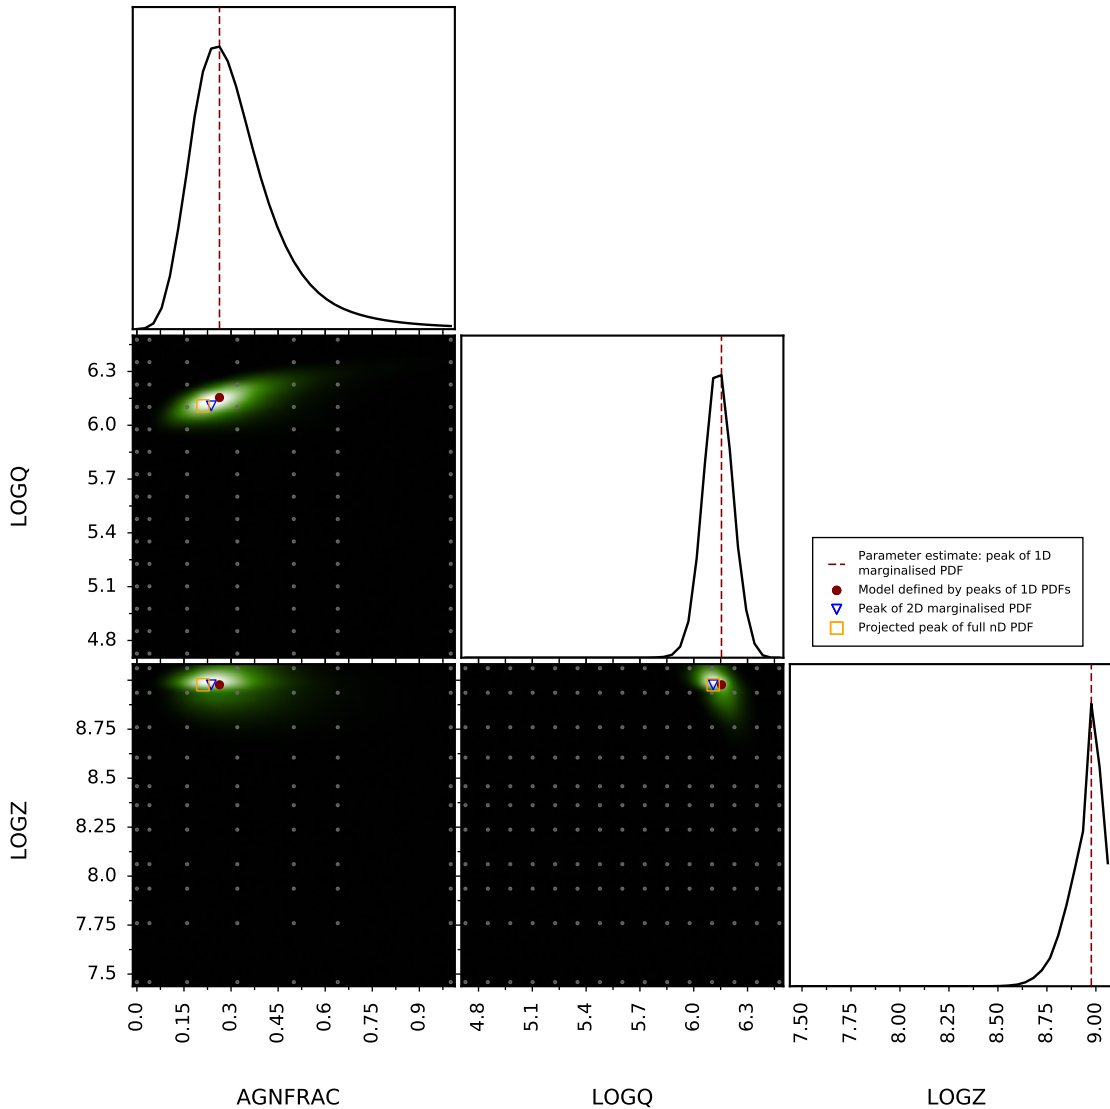 6.3
6.0
5.7
5.4
5.1
4.8
LOGQ
Parameter estimate: peak of 1D
marginalised PDF
Model defined by peaks of 1D PDFs
Peak of 2D marginalised PDF
Projected peak of full nD PDF
8.75
8.5
8.25
8.0
7.75
7.5
LOGZ
0.0 0.15 0.3 0.45 0.6 0.75 0.9
4.8 5.1 5.4 5.7 6.0 6.3
7.50 7.75 8.00 8.25 8.50 8.75 9.00
AGNFRAC
LOGQ
LOGZ